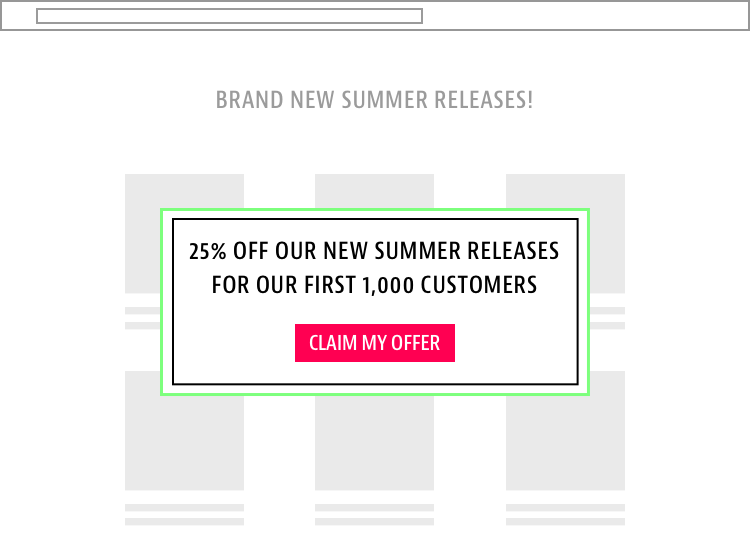 BRAND NEW SUMMER RELEASES!
25% OFF OUR NEW SUMMER RELEASES
FOR OUR FIRST 1,000 CUSTOMERS
CLAIM MY OFFER